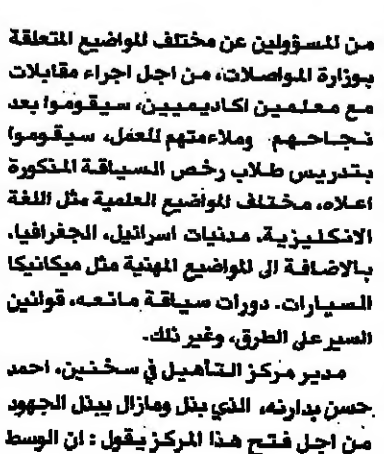 من المسؤولين عن مختلف المواضيع المتعلقة
بوزارة المواصلات، من اجل اجراء مقابلات
مع معلمين اكاديميين، سيقوموا بعد
نجاحهم وملاءمتهم للعمل، سيقوموا
بتدريس طلاب رخص السياقة المذكورة
اعلاه، مختلف المواضيع العلمية مثل اللغة
الانكليزية، مدنيات اسرائيل، الجغرافيا،
بالاضافة الى المواضيع المهنية مثل ميكانيكا
السيارات، دورات سياقة مانعه، قوانين
السير على الطرق، وغير ذلك.
مدير مركز التأهيل في سخنين، احمد
حسن بدارنه، الذي بذل ومازال يبذل الجهود
من اجل فتح هذا المركز يقول : ان الوسط